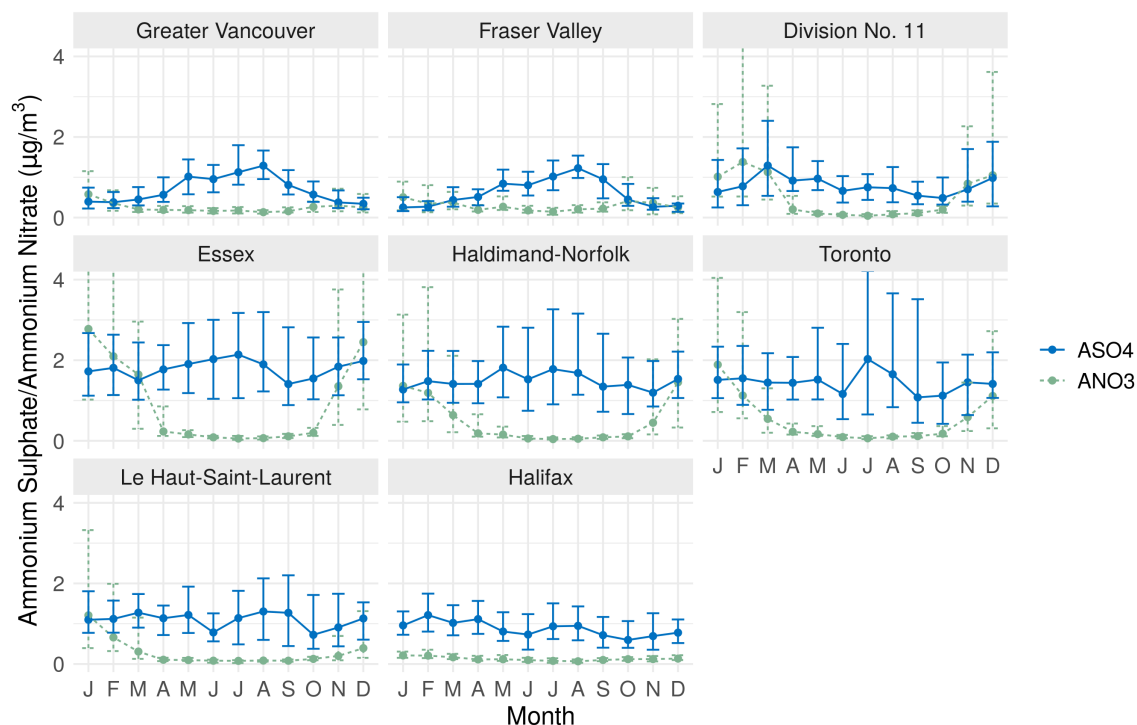 Greater Vancouver Fraser Valley Division No. 11
4
2
0
Essex Haldimand-Norfolk Toronto
4
2
0
J F M A M J J A S O N D
Le Haut-Saint-Laurent Halifax
4
2
0
J F M A M J J A S O N D J F M A M J J A S O N D
Month
Ammonium Sulphate/Ammonium Nitrate (µg/m³)
ASO4
ANO3